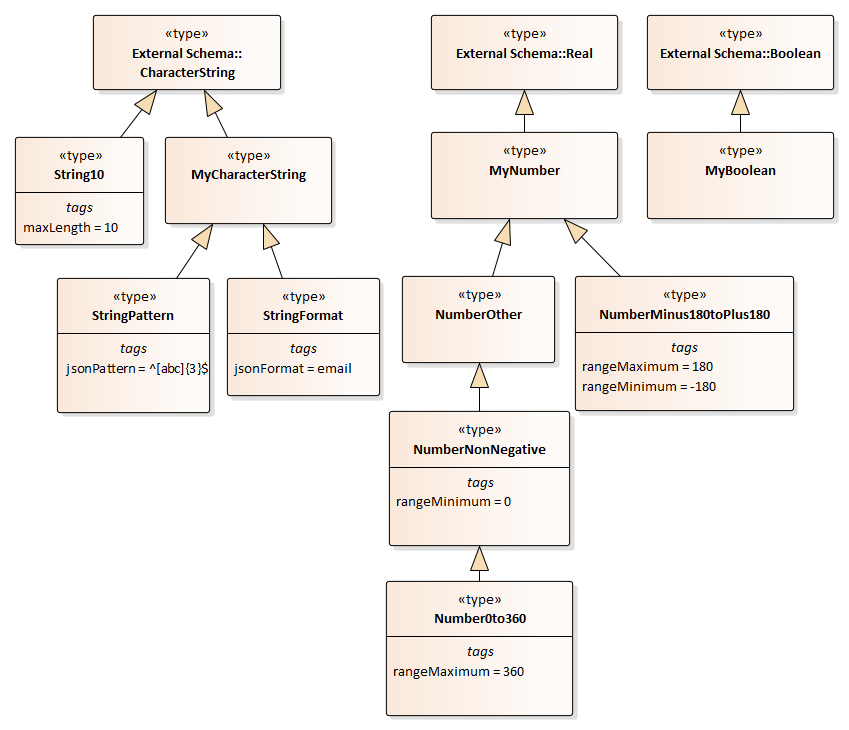 «type»
External Schema::
CharacterString
«type»
External Schema::Real
«type»
External Schema::Boolean
«type»
String10
tags
maxLength = 10
«type»
MyCharacterString
«type»
MyNumber
«type»
MyBoolean
«type»
StringPattern
tags
jsonPattern = ^[abc]{3}$
«type»
StringFormat
tags
jsonFormat = email
«type»
NumberOther
«type»
NumberMinus180toPlus180
tags
rangeMaximum = 180
rangeMinimum = -180
«type»
NumberNonNegative
tags
rangeMinimum = 0
«type»
Number0to360
tags
rangeMaximum = 360